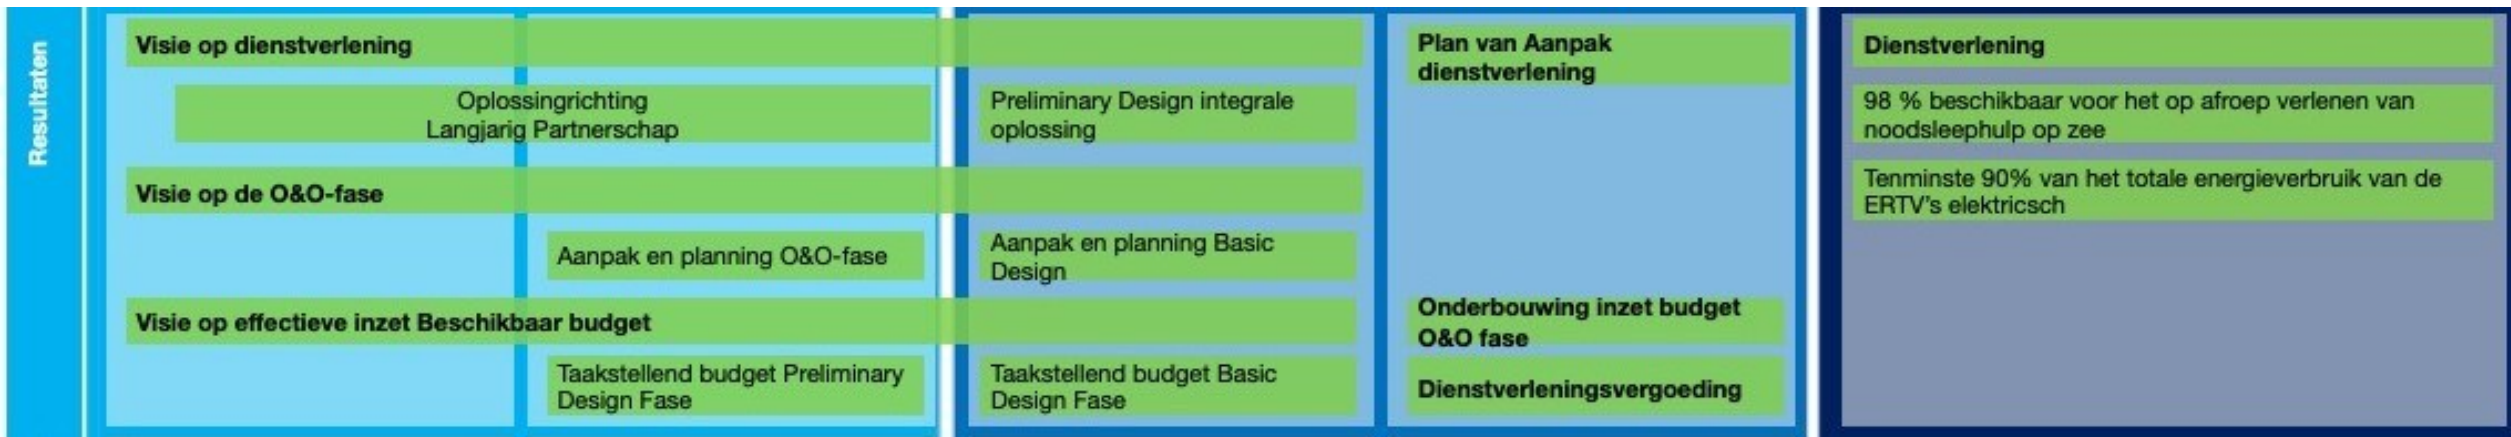 Resultaten
Visie op dienstverlening
Oplossingrichting
Langjarig Partnerschap
Visie op de O&O-fase
Aanpak en planning O&O-fase
Visie op effectieve inzet Beschikbaar budget
Taakstellend budget Preliminary
Design Fase
Preliminary Design integrale
oplossing
Aanpak en planning Basic
Design
Taakstellend budget Basic
Design Fase
Plan van Aanpak
dienstverlening
Onderbouwing inzet budget
O&O fase
Dienstverleningsvergoeding
Dienstverlening
98 % beschikbaar voor het op afroep verlenen van
noodsleephulp op zee
Tenminste 90% van het totale energieverbruik van de
ERTV's elektricsch